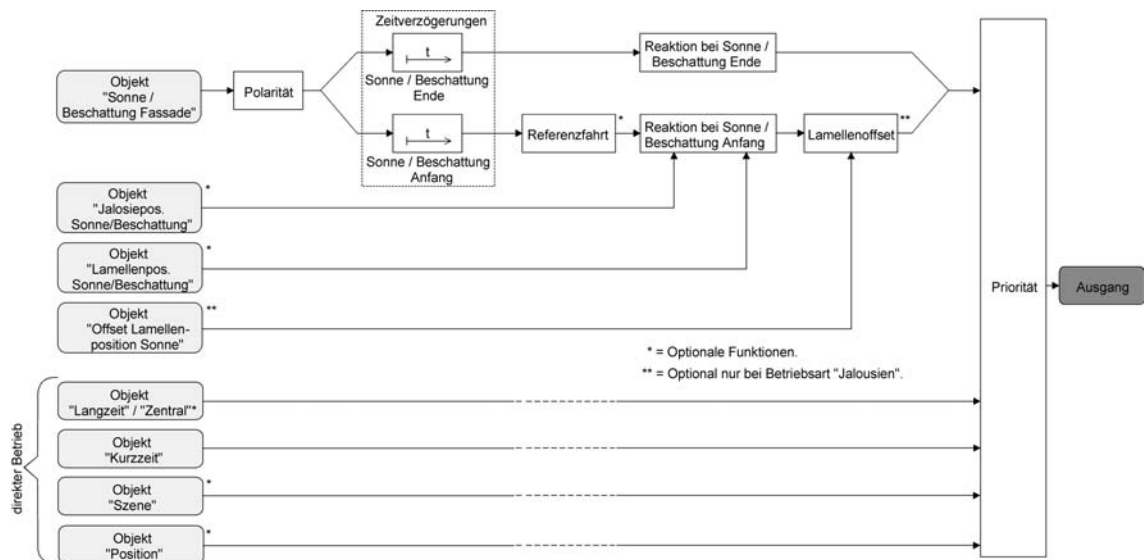 Zeitverzögerungen
t
Sonne / Beschattung
Ende
Reaktion bei Sonne /
Beschattung Ende
Objekt
"Sonne /
Beschattung Fassade"
Polarität
t
Sonne / Beschattung
Anfang
Referenzfahrt
*
Reaktion bei Sonne /
Beschattung Anfang
Lamellenoffset
**
Objekt
"Jalosiepos.
Sonne/Beschattung"
*
Objekt
"Lamellenpos.
Sonne/Beschattung"
*
Objekt
"Offset Lamellen-
position Sonne"
**
Priorität
Ausgang
* = Optionale Funktionen.
** = Optional nur bei Betriebsart "Jalousien".
direkter Betrieb
Objekt
"Langzeit" / "Zentral"*
Objekt
"Kurzzeit"
Objekt
"Szene"
*
Objekt
"Position"
*